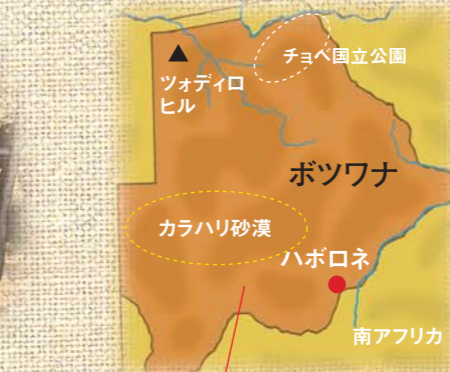 チョベ国立公園
ツォディロ
ヒル
ボツワナ
カラハリ砂漠
ハボロネ
南アフリカ